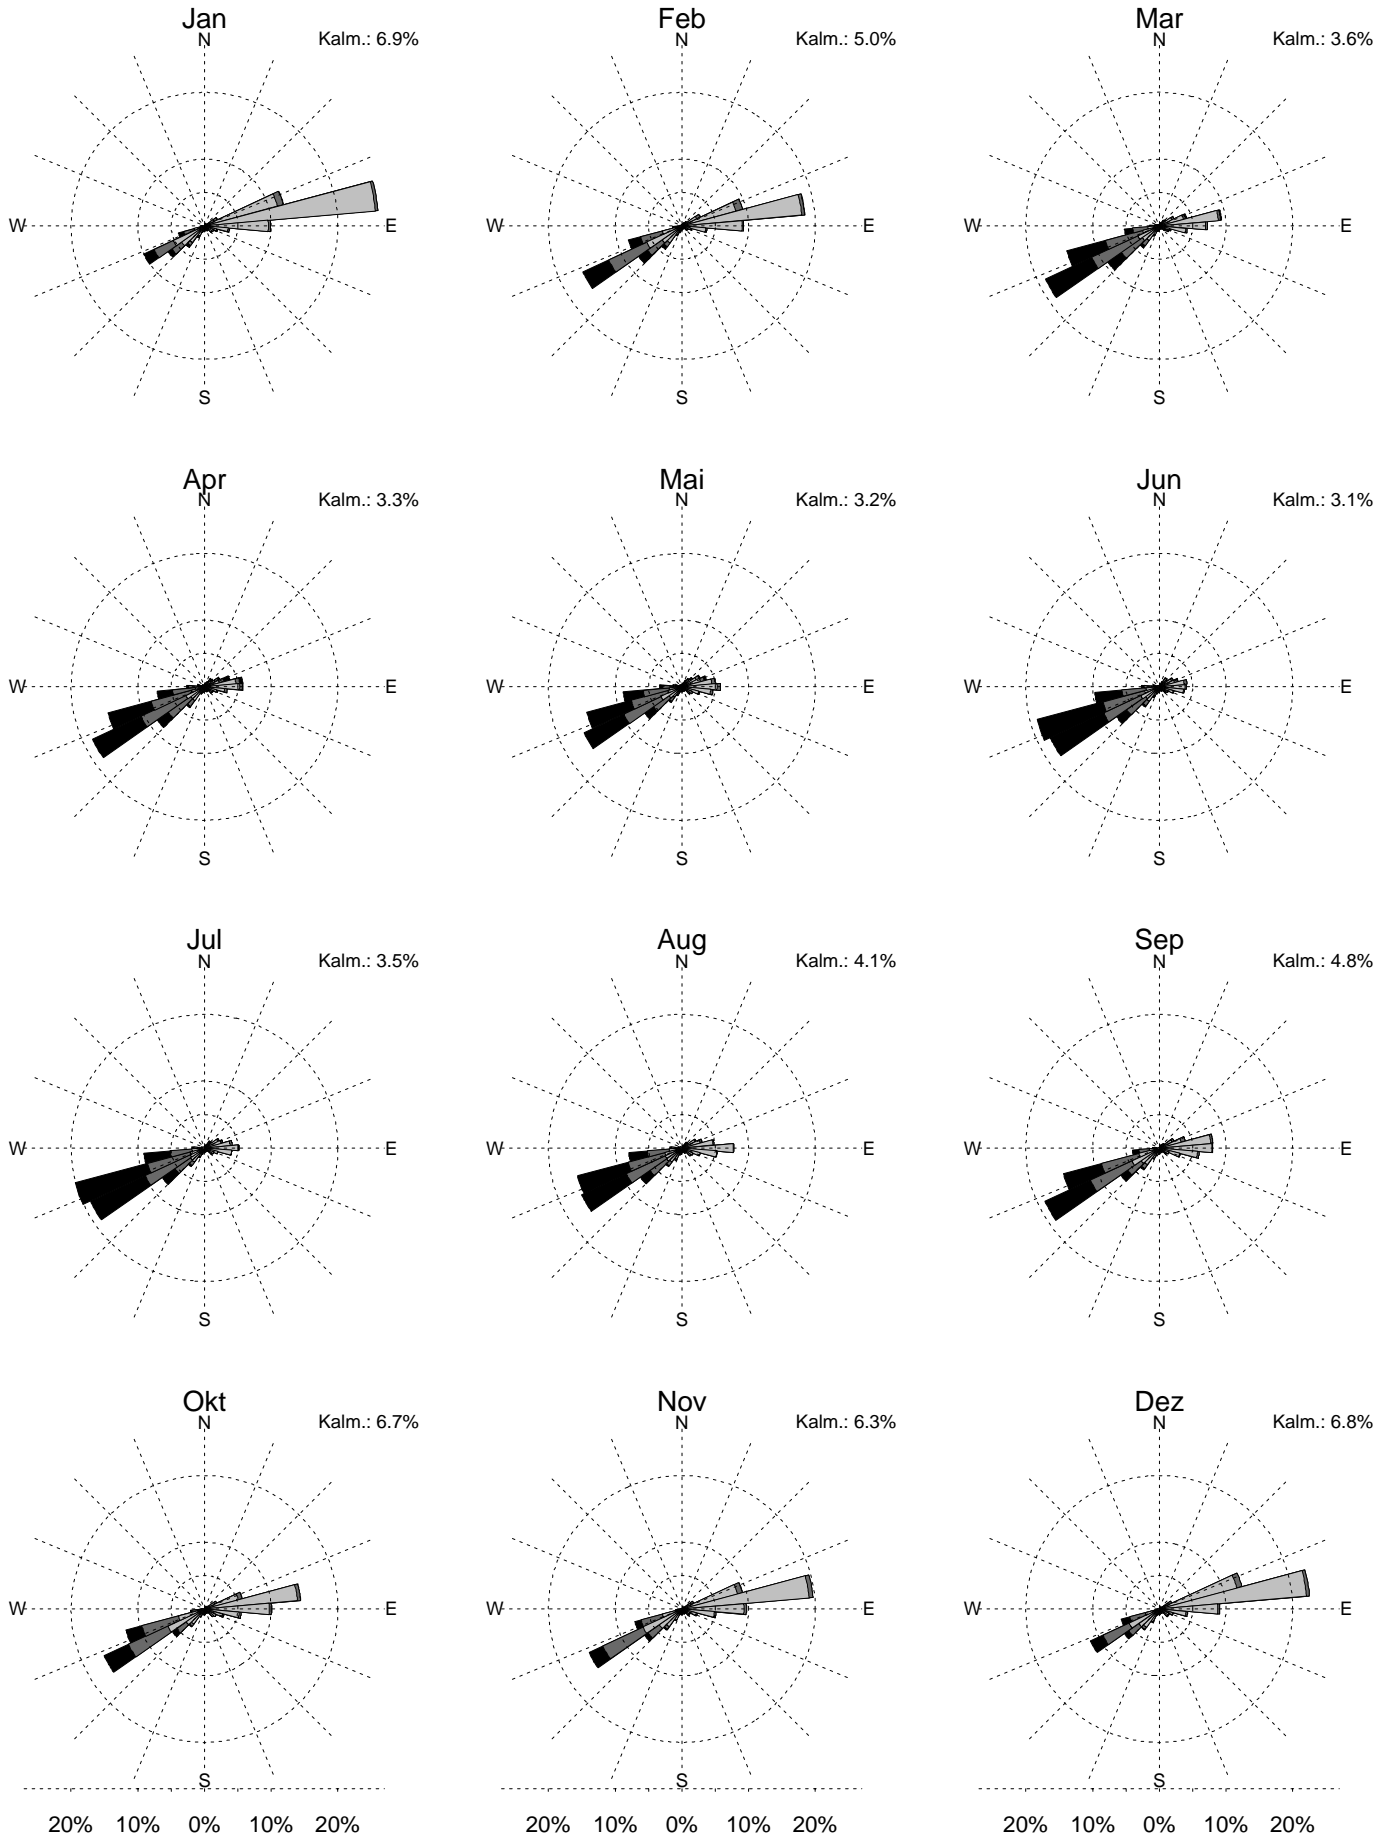 Jan
N
Kalm.: 6.9%
W
E
S
Feb
N
Kalm.: 5.0%
W
E
S
Mar
N
Kalm.: 3.6%
W
E
S
Apr
N
Kalm.: 3.3%
W
E
S
Mai
N
Kalm.: 3.2%
W
E
S
Jun
N
Kalm.: 3.1%
W
E
S
Jul
N
Kalm.: 3.5%
W
E
S
Aug
N
Kalm.: 4.1%
W
E
S
Sep
N
Kalm.: 4.8%
W
E
S
Okt
N
Kalm.: 6.7%
W
E
S
Nov
N
Kalm.: 6.3%
W
E
S
Dez
N
Kalm.: 6.8%
W
E
S
20% 10% 0% 10% 20%
20% 10% 0% 10% 20%
20% 10% 0% 10% 20%